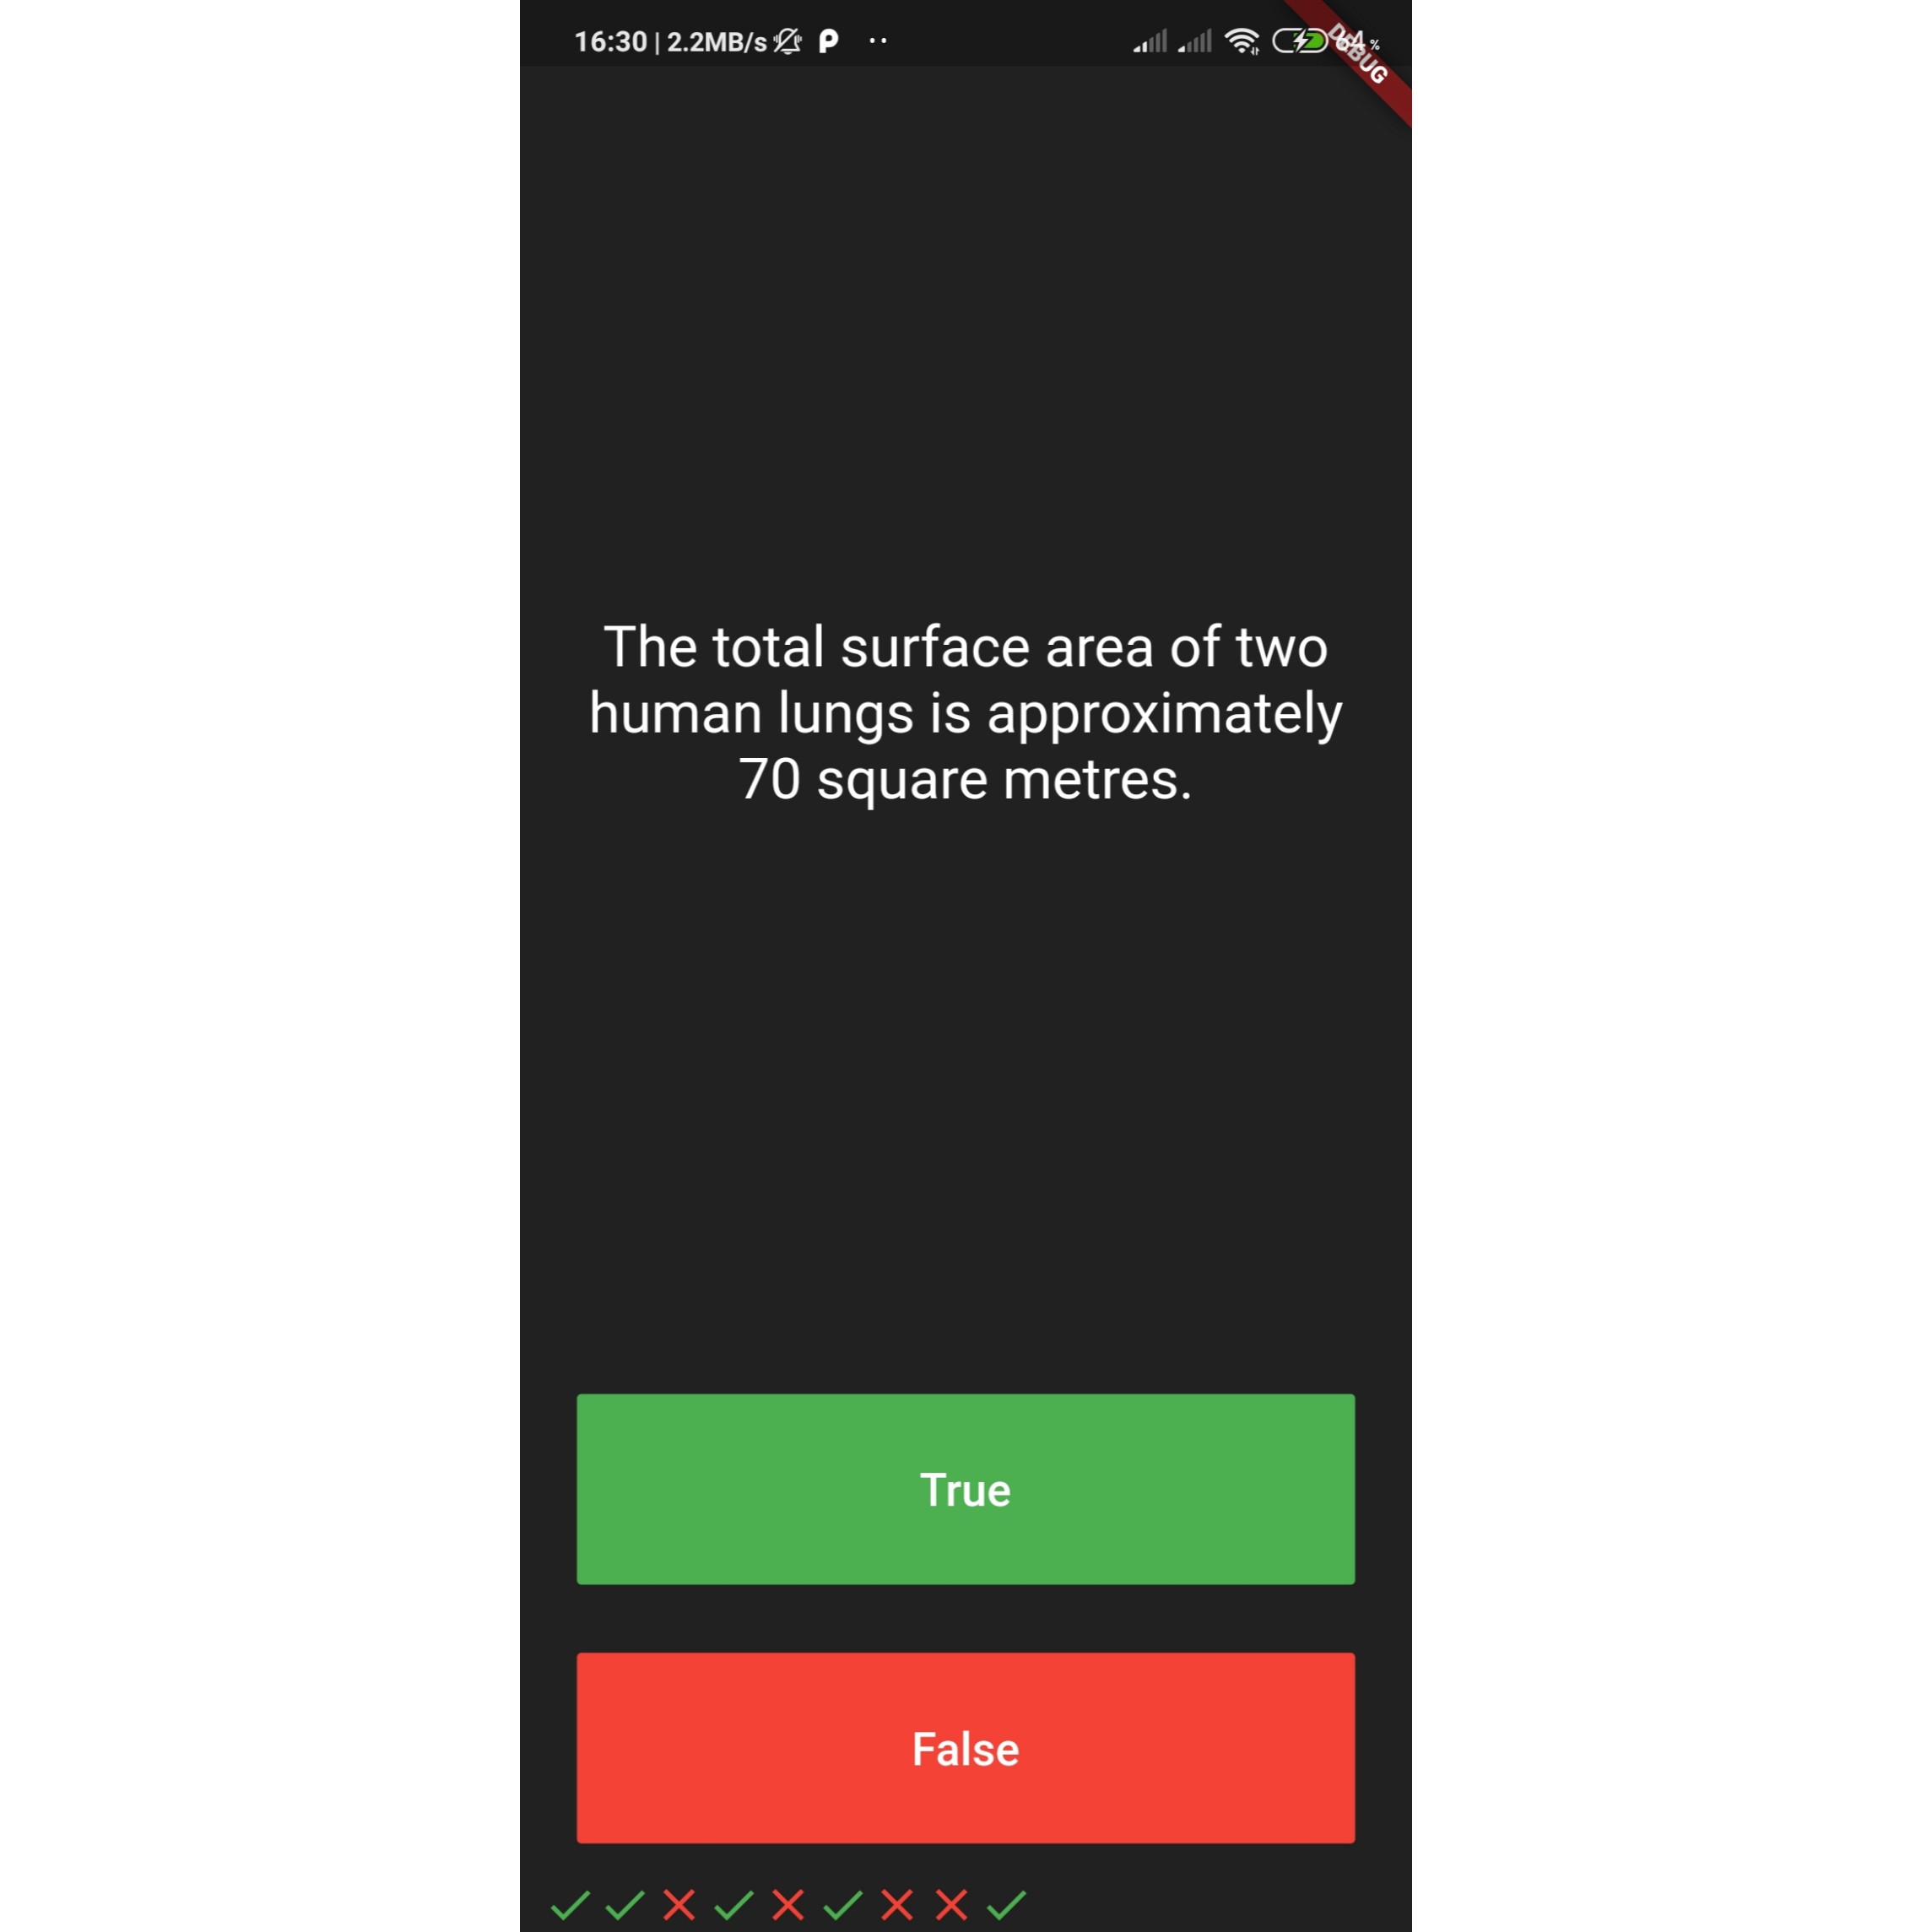 16:30 | 2.2MB/s
64%
DEBUG
The total surface area of two
human lungs is approximately
70 square metres.
True
False